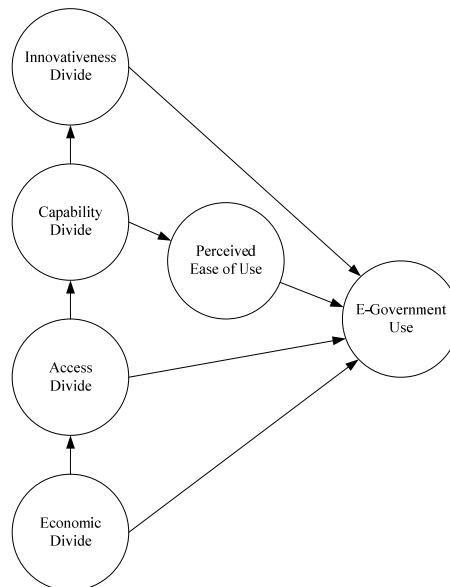 Innovativeness
Divide
Capability
Divide
Perceived
Ease of Use
E-Government
Use
Access
Divide
Economic
Divide